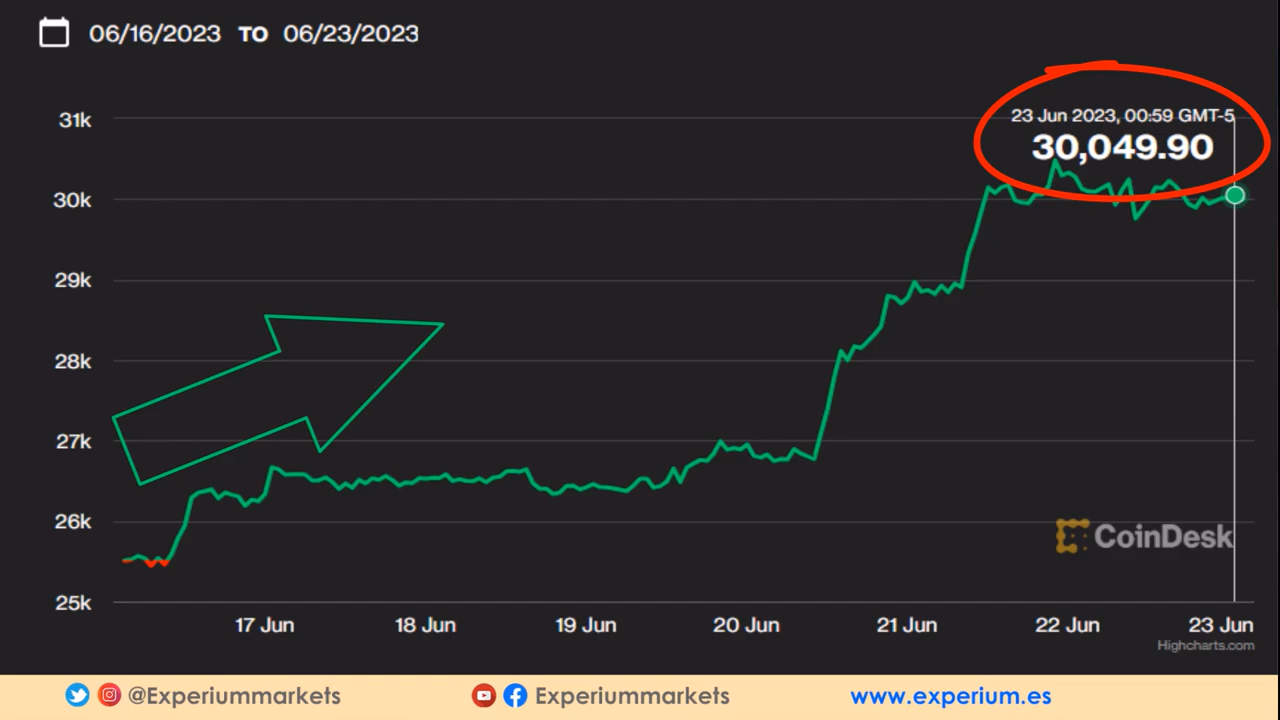 06/16/2023 TO 06/23/2023
23 Jun 2023, 00:59 GMT-5
30,049.90
31k
30k
29k
28k
27k
26k
25k
CoinDesk
17 Jun 18 Jun 19 Jun 20 Jun 21 Jun 22 Jun 23 Jun
Highcharts.com
@Experiummarkets Experiummarkets www.experium.es